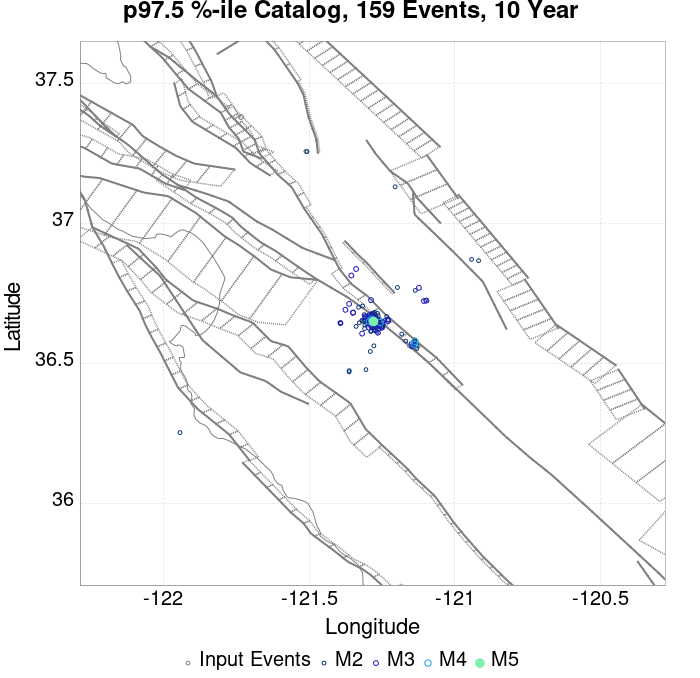 p97.5 %-ile Catalog, 159 Events, 10 Year
37.5
37
36.5
36
Latitude
-122
-121.5
-121
-120.5
Longitude
Input Events M2 M3 M4 M5